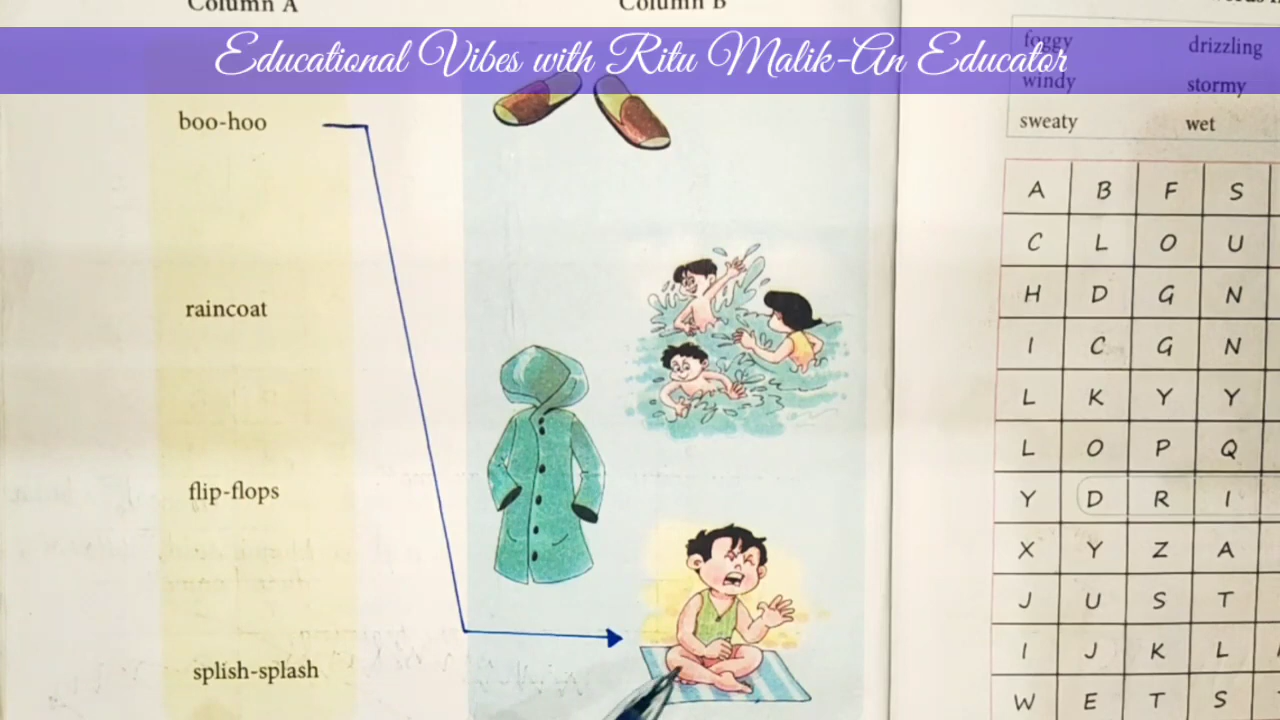 Column A
Column B
Educational Vibes with Ritu Malik-An Educator
boo-hoo
raincoat
flip-flops
splish-splash
foggy drizzling
windy stormy
sweaty wet
A B F S
C L O U
H D G N
I C G N
L K Y Y
L O P Q
Y D R I
X Y Z A
J U S T
I J K L
W E T S